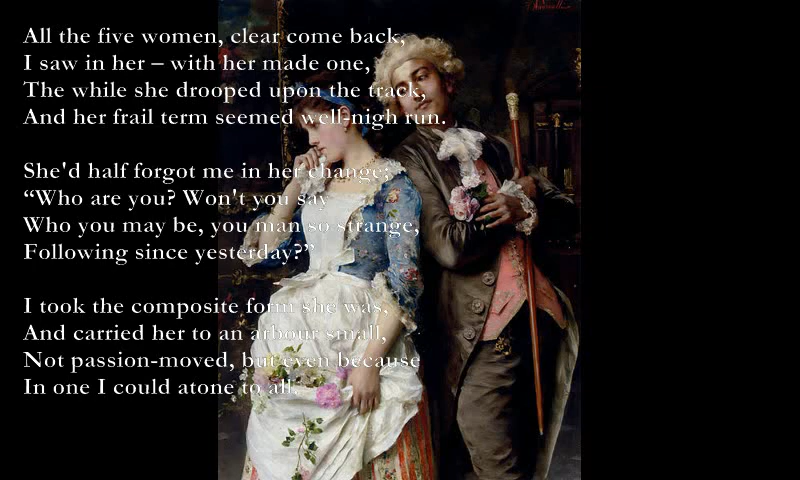 All the five women, clear come back,
I saw in her – with her made one,
The while she drooped upon the track,
And her frail term seemed well-nigh run.

She'd half forgot me in her change;
“Who are you? Won't you say
Who you may be, you man so strange,
Following since yesterday?”

I took the composite form she was,
And carried her to an arbour small,
Not passion-moved, but even because
In one I could atone to all.